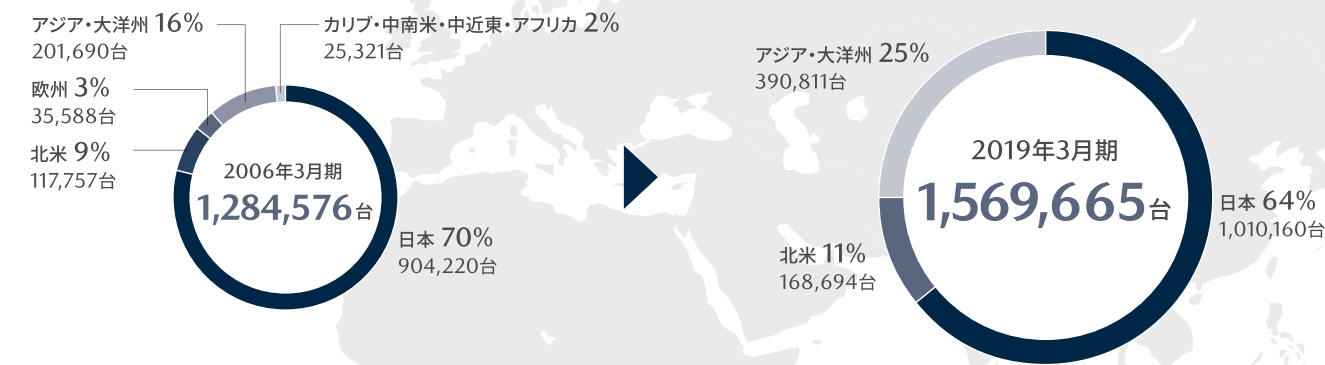 アジア・大洋州 16%
201,690台
カリブ・中南米・中近東・アフリカ 2%
25,321台
欧州 3%
35,588台
北米 9%
117,757台
2006年3月期
1,284,576台
日本 70%
904,220台
アジア・大洋州 25%
390,811台
2019年3月期
1,569,665台
日本 64%
1,010,160台
北米 11%
168,694台